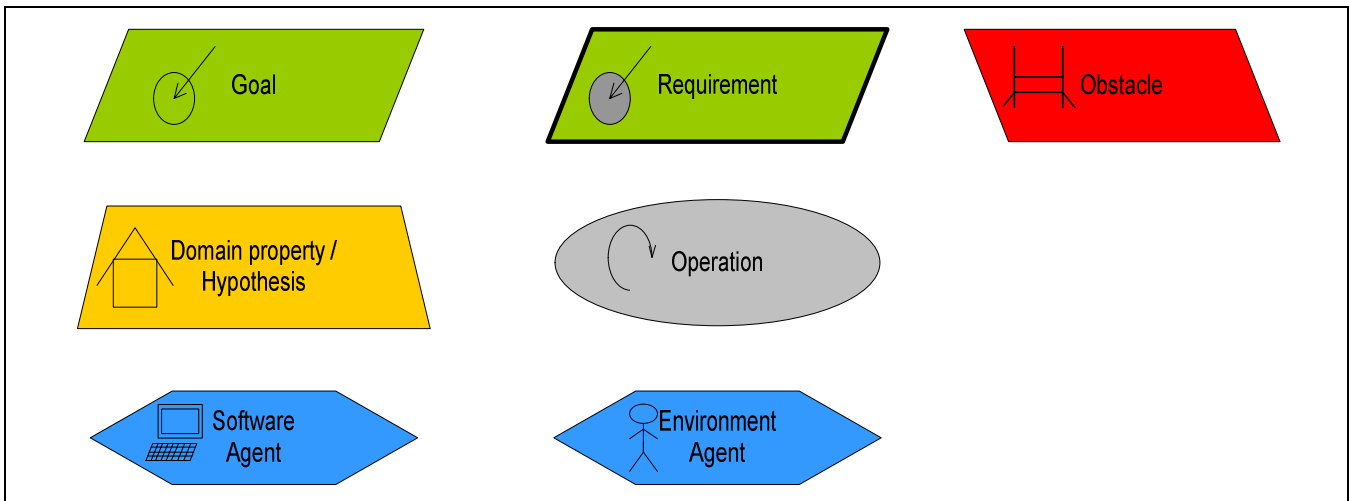 Goal
Requirement
Obstacle
Domain property /
Hypothesis
Operation
Software
Agent
Environment
Agent